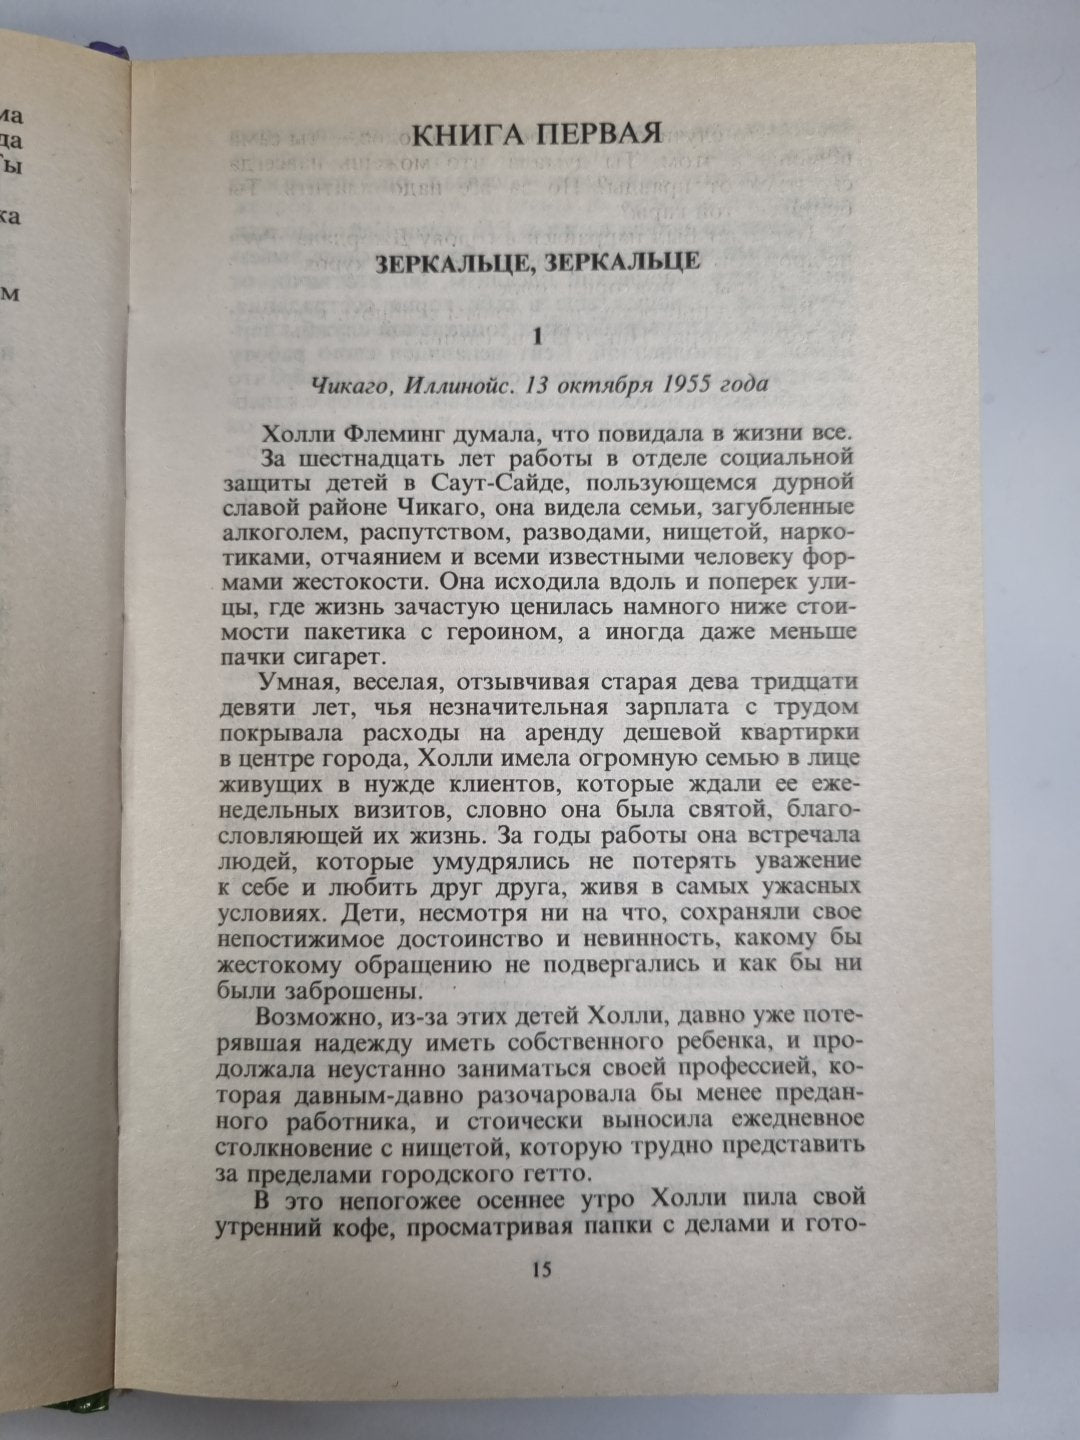 КНИГА ПЕРВАЯ
ЗЕРКАЛЬЦЕ, ЗЕРКАЛЬЦЕ
1
Чикаго, Иллинойс. 13 октября 1955 года
Холли Флеминг думала, что повидала в жизни все.
За шестнадцать лет работы в отделе социальной
защиты детей в Саут-Сайде, пользующемся дурной
славой районе Чикаго, она видела семьи, загубленные
алкоголем, распутством, разводами, нищетой, нарко-
тиками, отчаянием и всеми известными человеку фор-
мами жестокости. Она исходила вдоль и поперек ули-
цы, где жизнь зачастую ценилась намного ниже стои-
мости пакетика с героином, а иногда даже меньше
пачки сигарет.
Умная, веселая, отзывчивая старая дева тридцати
девяти лет, чья незначительная зарплата с трудом
покрывала расходы на аренду дешевой квартирки
в центре города, Холли имела огромную семью в лице
живущих в нужде клиентов, которые ждали ее еже-
недельных визитов, словно она была святой, благо-
словляющей их жизнь. За годы работы она встречала
людей, которые умудрялись не потерять уважение
к себе и любить друг друга, живя в самых ужасных
условиях. Дети, несмотря ни на что, сохраняли свое
непостижимое достоинство и невинность, какому бы
жестокому обращению не подвергались и как бы ни
были заброшены.
Возможно, из-за этих детей Холли, давно уже поте-
рявшая надежду иметь собственного ребенка, и про-
должала неустанно заниматься своей профессией, ко-
торая давным-давно разочаровала бы менее предан-
ного работника, и стоически выносила ежедневное
столкновение с нищетой, которую трудно представить
за пределами городского гетто.
В это непогожее осеннее утро Холли пила свой
утренний кофе, просматривая папки с делами и гото-
15